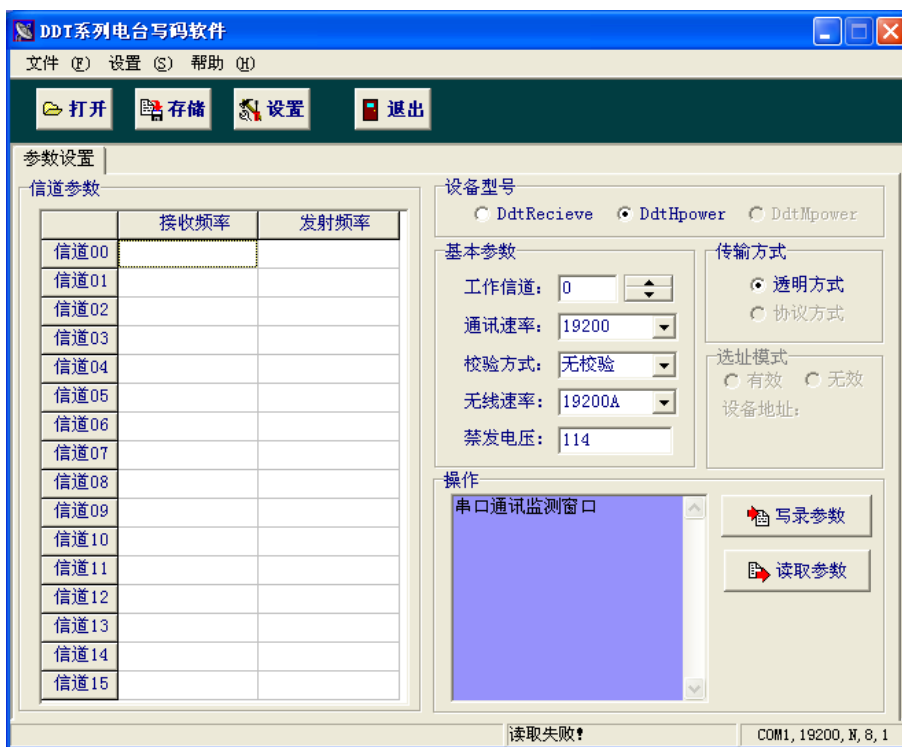 DDT系列电台写码软件
文件 (F) 设置 (S) 帮助 (H)
打开 存储 设置 退出
参数设置
信道参数
接收频率 发射频率
信道00
信道01
信道02
信道03
信道04
信道05
信道06
信道07
信道08
信道09
信道10
信道11
信道12
信道13
信道14
信道15
设备型号
DdtRecieve DdtHpower DdtMpower
基本参数
工作信道: 0
通讯速率: 19200
校验方式: 无校验
无线速率: 19200A
禁发电压: 114
传输方式
透明方式
协议方式
选址模式
有效 无效
设备地址:
操作
串口通讯监测窗口
写录参数
读取参数
读取失败! COM1,19200,N,8,1